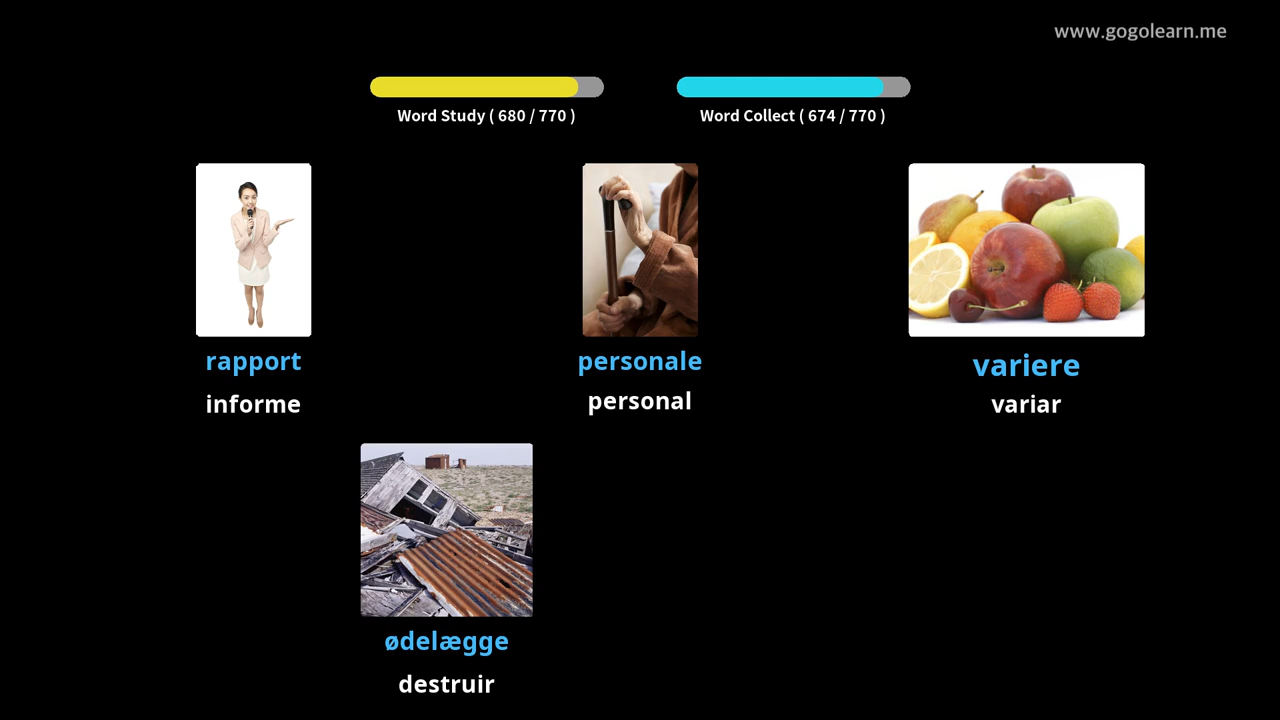 www.gogolearn.me
Word Study ( 680 / 770 )
Word Collect ( 674 / 770 )
rapport
informe
personale
personal
variere
variar
ødelægge
destruir